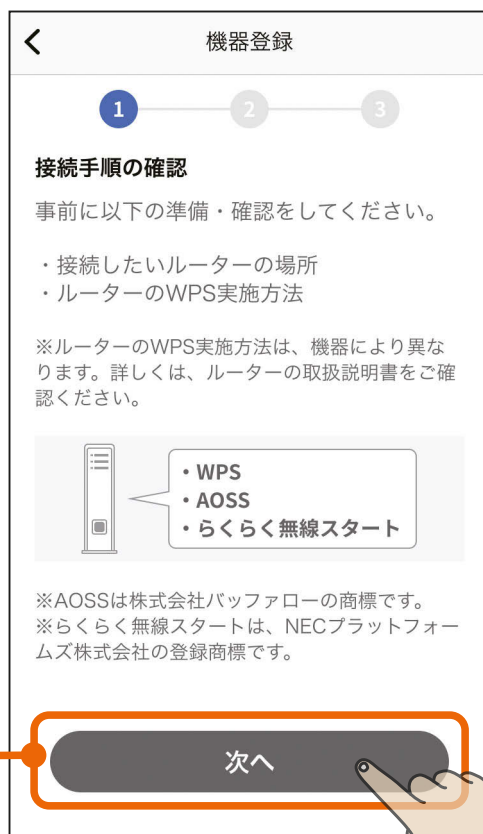 機器登録
1 2 3
接続手順の確認
事前に以下の準備・確認をしてください。
・接続したいルーターの場所
・ルーターのWPS実施方法
※ルーターのWPS実施方法は、機器により異な
ります。詳しくは、ルーターの取扱説明書をご確
認ください。
・WPS
・AOSS
・らくらく無線スタート
※AOSSは株式会社バッファローの商標です。
※らくらく無線スタートは、NECプラットフォー
ムズ株式会社の登録商標です。
次へ